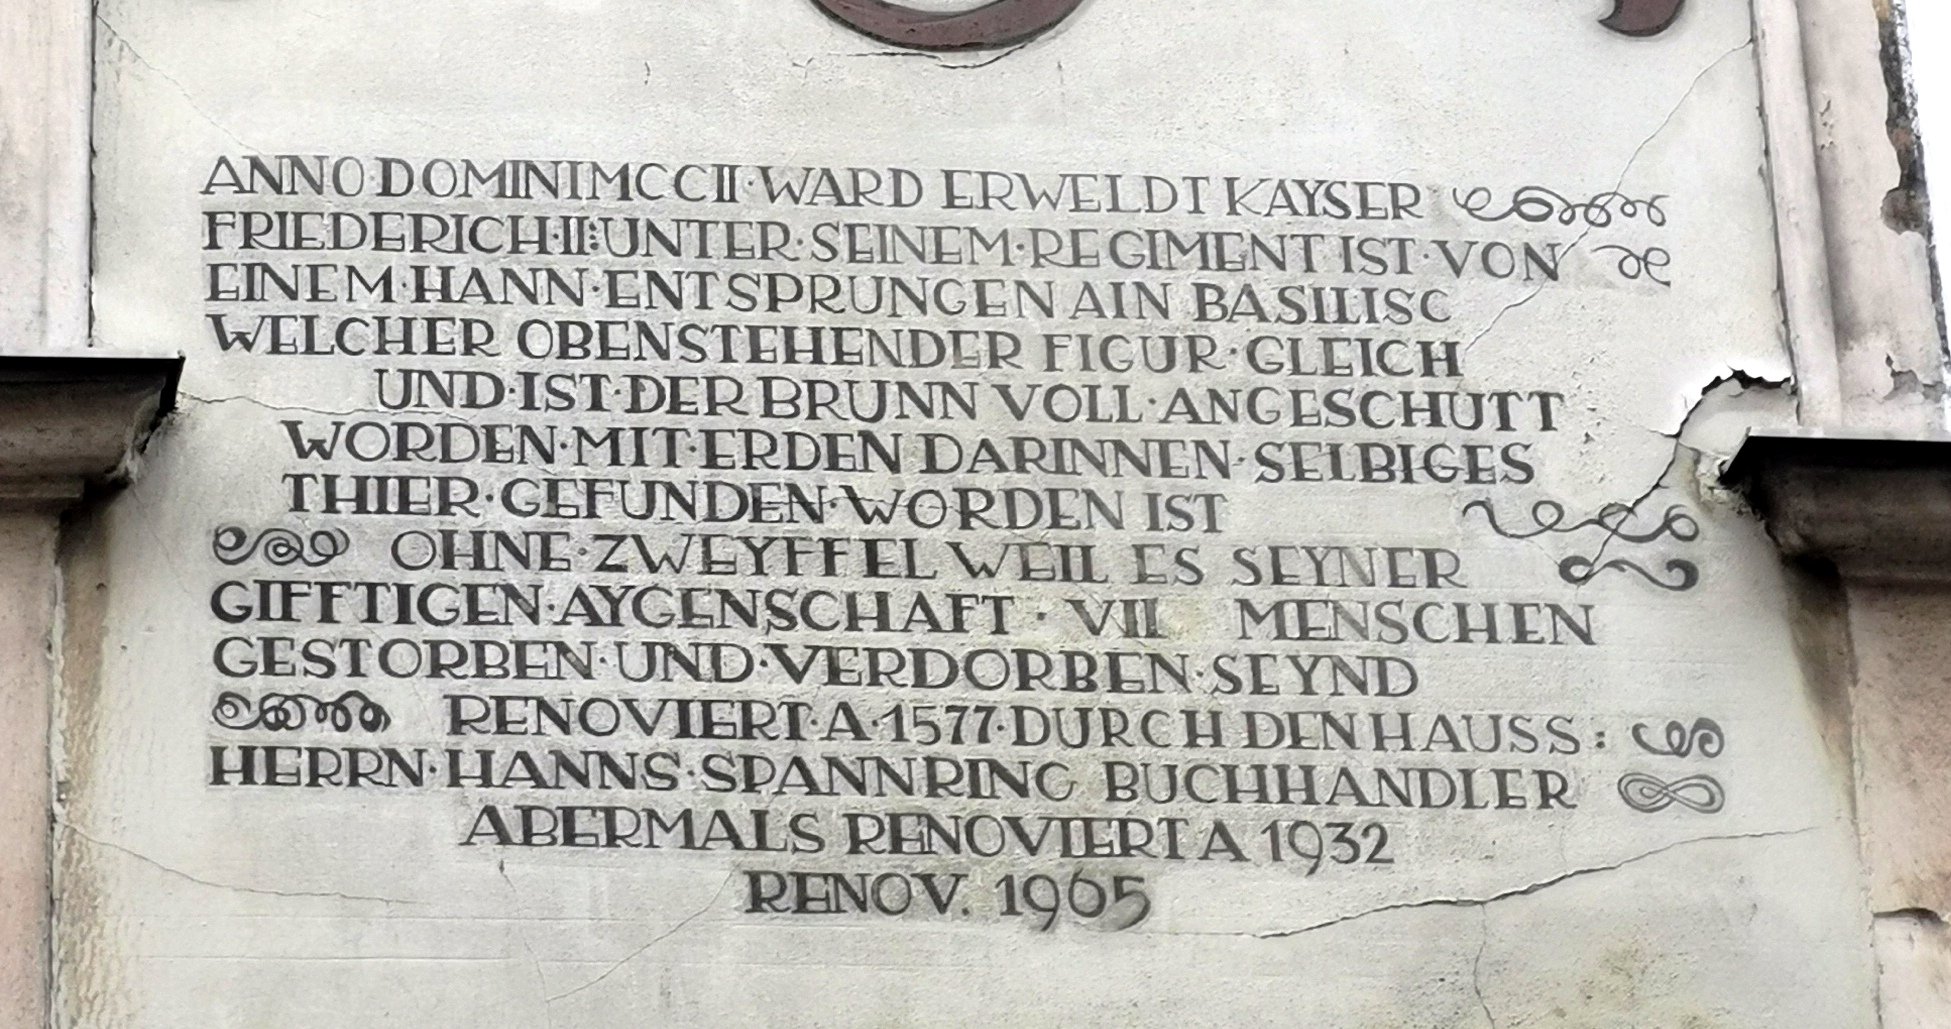 ANNO·DOMINI MCCII·WARD ERWELDT KAYSER
FRIEDERICH·II:UNTER·SEINEM·REGIMENT IST·VON
EINEM·HANN·ENTSPRUNGEN AIN BASILISC
WELCHER OBENSTEHENDER FIGUR·GLEICH
UND·IST·DER BRUNN VOLL·ANGESCHUTT
WORDEN·MIT·ERDEN DARINNEN·SELBIGES
THIER·GEFUNDEN·WORDEN IST
OHNE·ZWEYFFEL WEIL ES SEYNER
GIFFTIGEN·AYGENSCHAFT· VII MENSCHEN
GESTORBEN·UND·VERDORBEN·SEYND
RENOVIERT·A·1577·DURCH DEN HAUSS:
HERRN·HANNS·SPANNRING BUCHHANDLER
ABERMALS RENOVIERT A 1932
RENOV. 1965